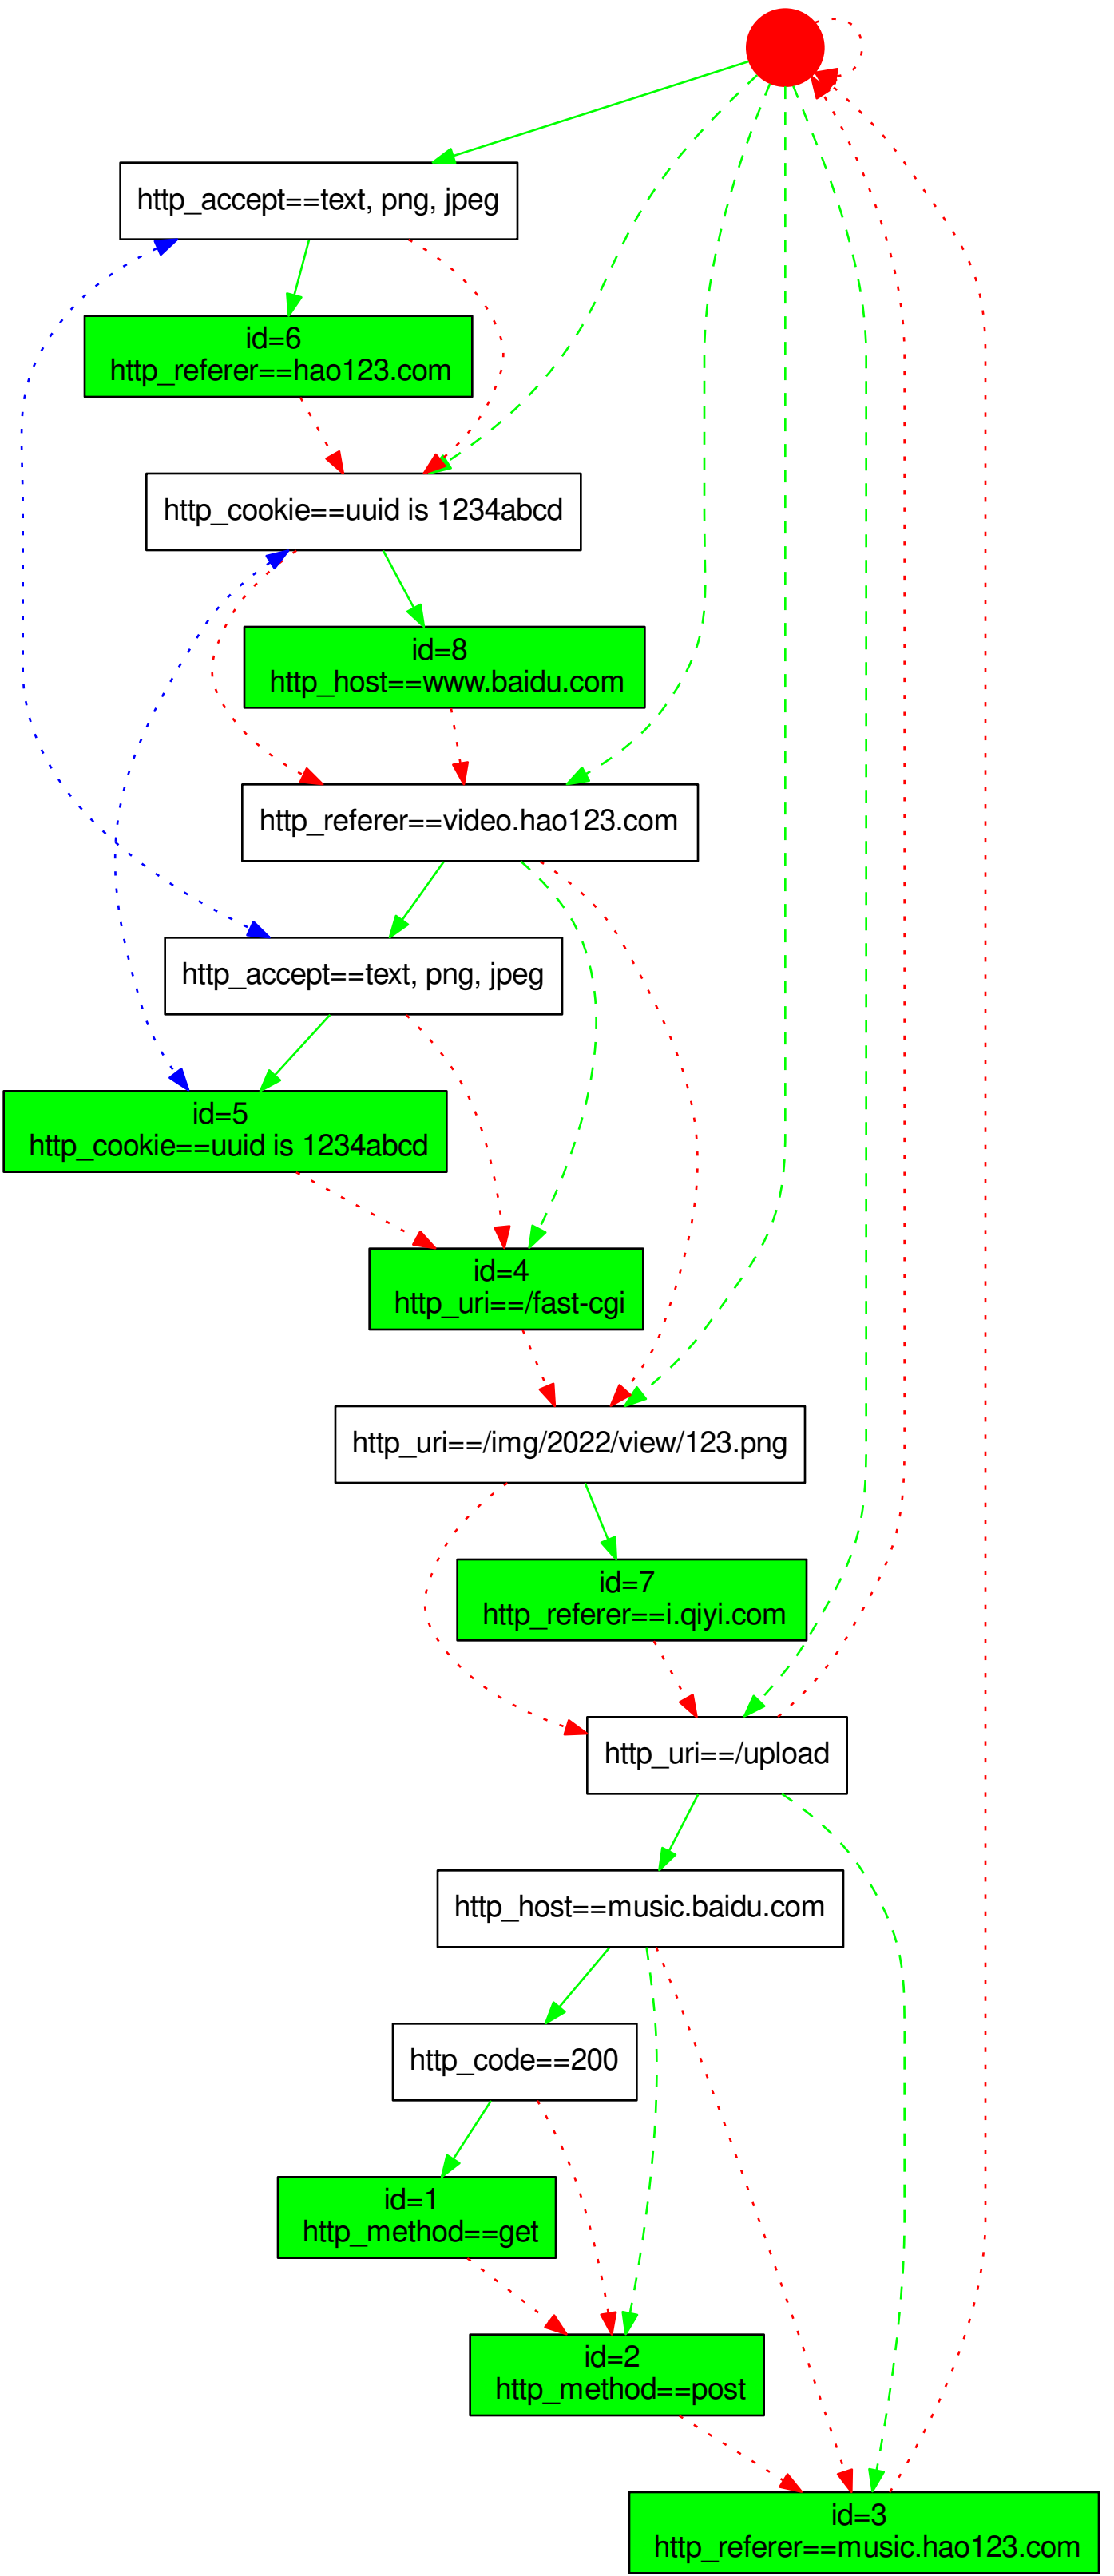 http_accept==text, png, jpeg
id=6
http_referer==hao123.com
http_cookie==uuid is 1234abcd
id=8
http_host==www.baidu.com
http_referer==video.hao123.com
http_accept==text, png, jpeg
id=5
http_cookie==uuid is 1234abcd
id=4
http_uri==/fast-cgi
http_uri==/img/2022/view/123.png
id=7
http_referer==i.qiyi.com
http_uri==/upload
http_host==music.baidu.com
http_code==200
id=1
http_method==get
id=2
http_method==post
id=3
http_referer==music.hao123.com